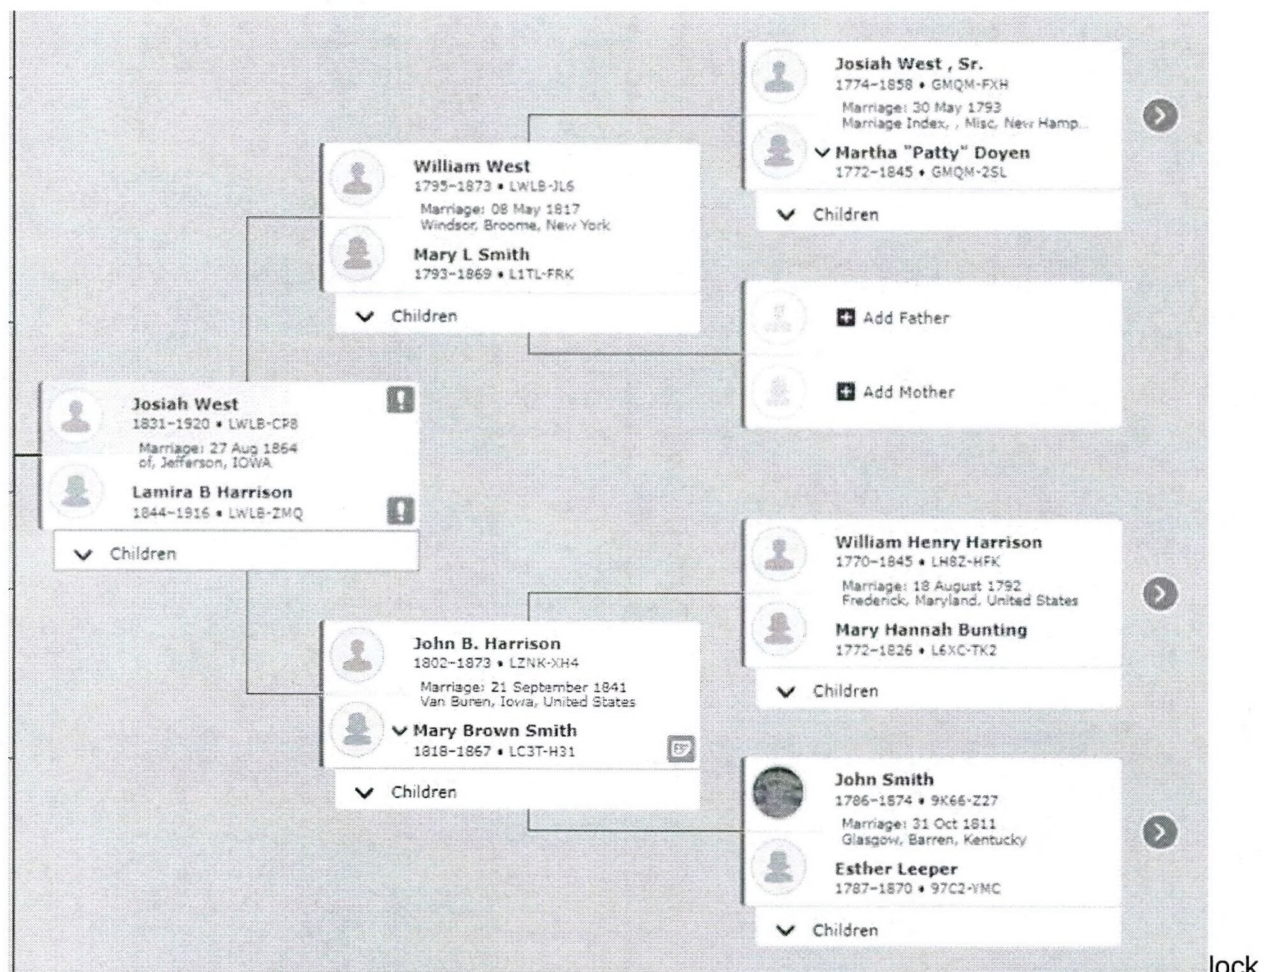 Josiah West , Sr.
1774-1858 • GMQM-FXH
Marriage: 30 May 1793
Marriage Index, , Misc, New Hamp...
Martha "Patty" Doyen
1772-1845 • GMQM-2SL
Children
William West
1795-1873 • LWLB-JL6
Marriage: 08 May 1817
Windsor, Broome, New York
Mary L Smith
1793-1869 • L1TL-FRK
Children
Add Father
Add Mother
Josiah West
1831-1920 • LWLB-CP8
Marriage: 27 Aug 1864
of, Jefferson, IOWA
Lamira B Harrison
1844-1916 • LWLB-ZMQ
Children
William Henry Harrison
1770-1845 • LH8Z-HFK
Marriage: 18 August 1792
Frederick, Maryland, United States
Mary Hannah Bunting
1772-1826 • L6XC-TK2
Children
John B. Harrison
1802-1873 • LZNK-XH4
Marriage: 21 September 1841
Van Buren, Iowa, United States
Mary Brown Smith
1818-1867 • LC3T-H31
Children
John Smith
1786-1874 • 9K66-Z27
Marriage: 31 Oct 1811
Glasgow, Barren, Kentucky
Esther Leeper
1787-1870 • 97C2-YMC
Children
lock